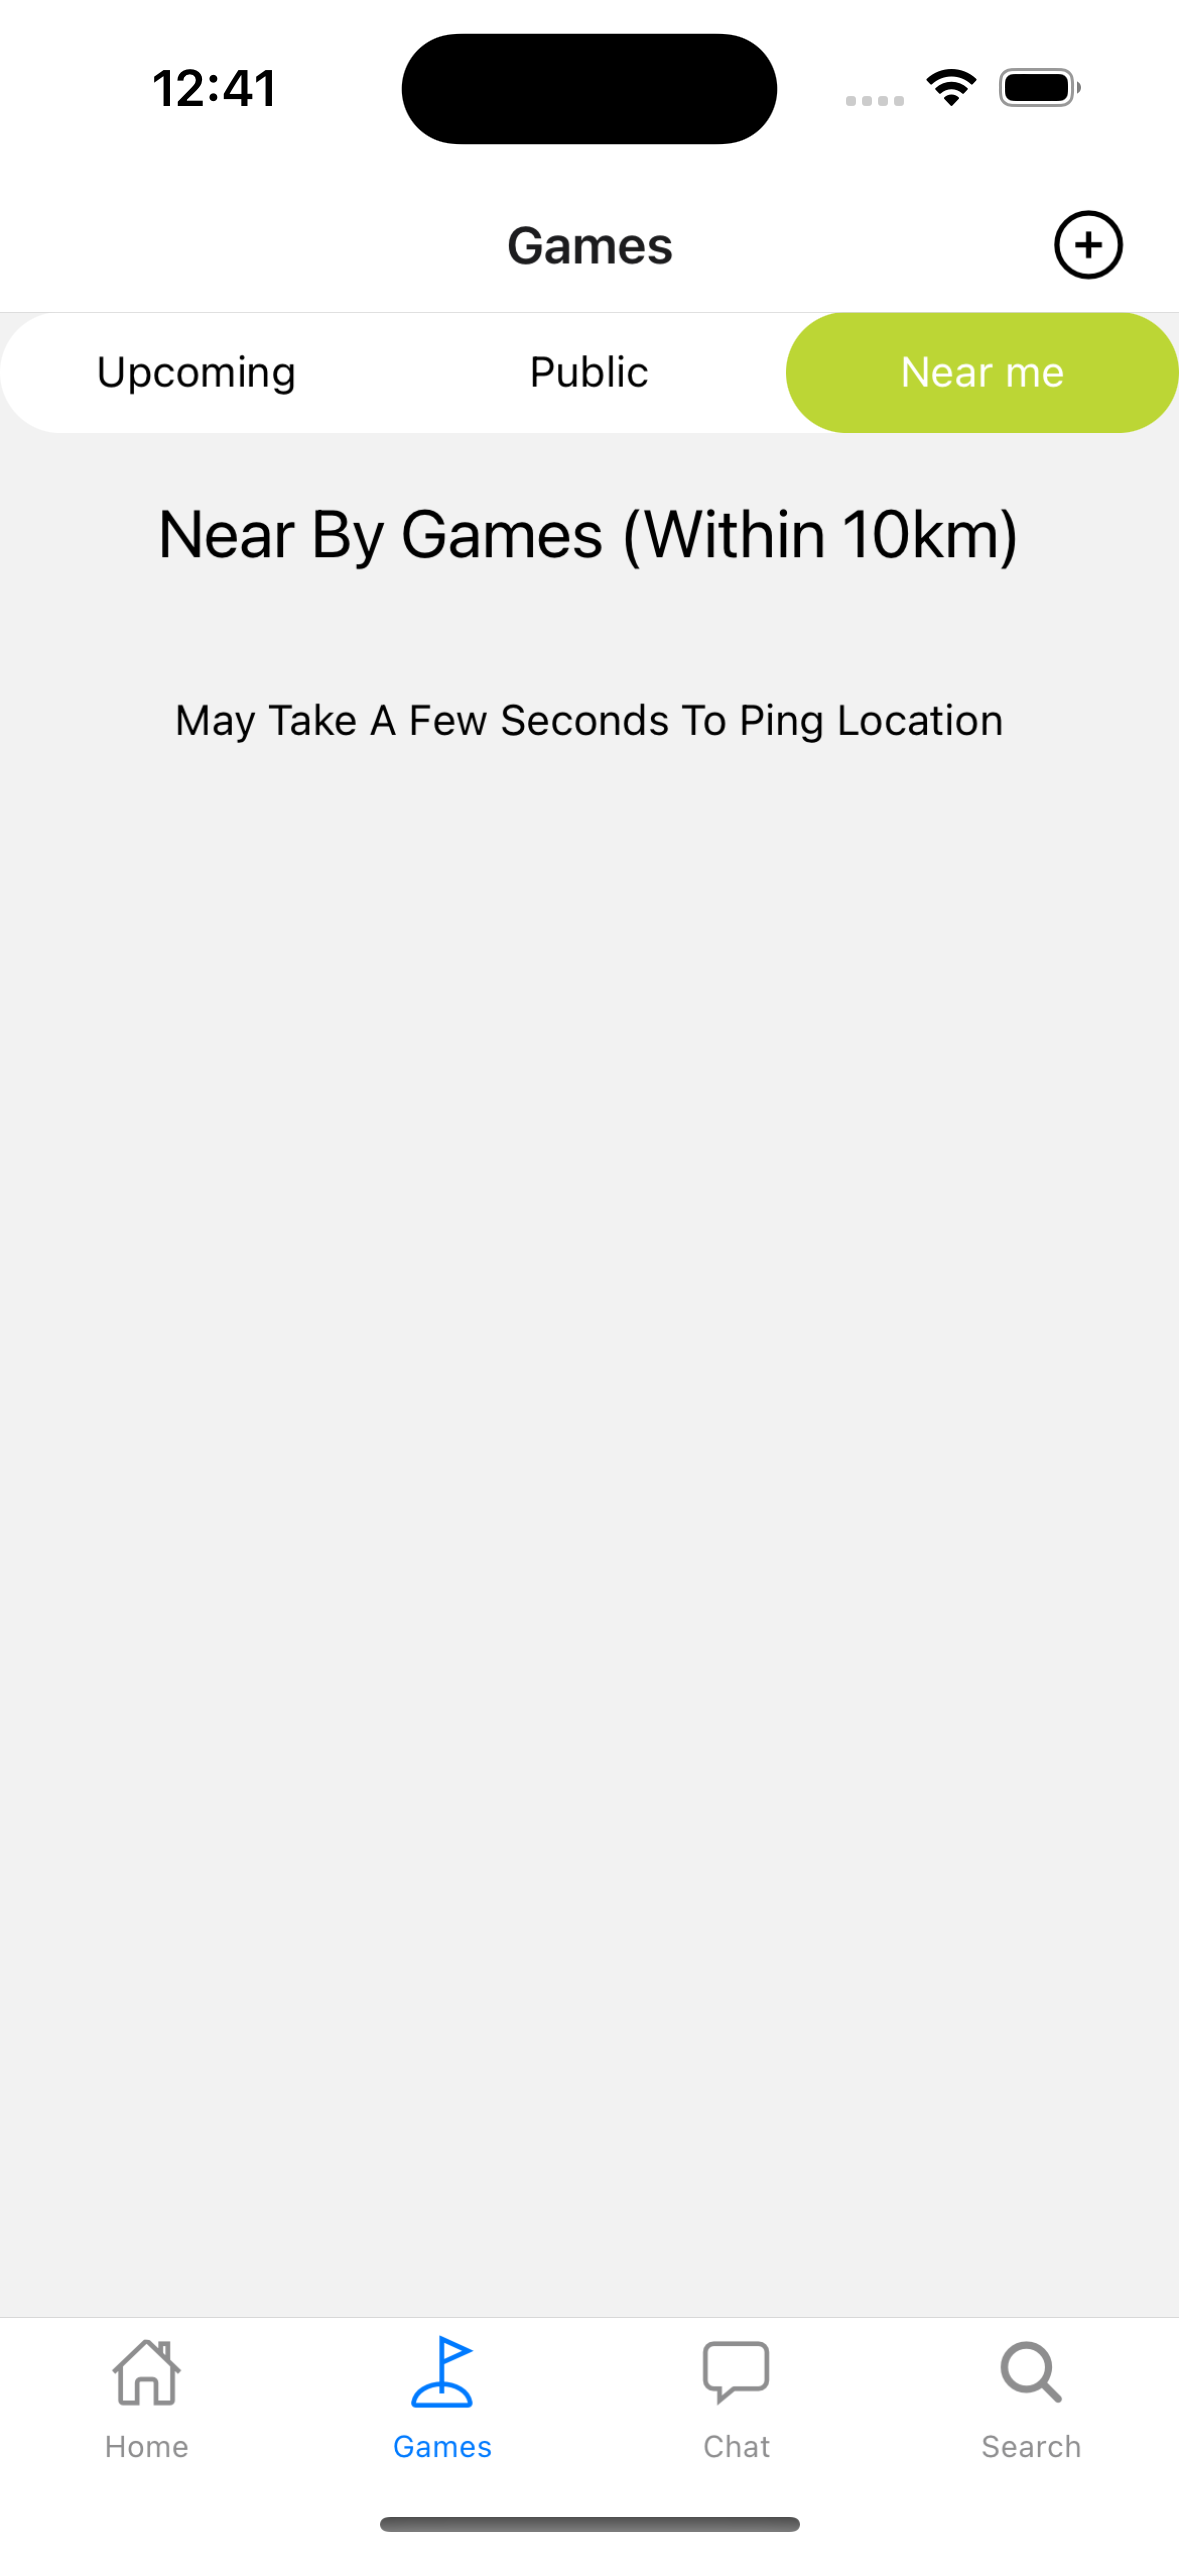 12:41
Games
Upcoming Public Near me
Near By Games (Within 10km)
May Take A Few Seconds To Ping Location
Home Games Chat Search